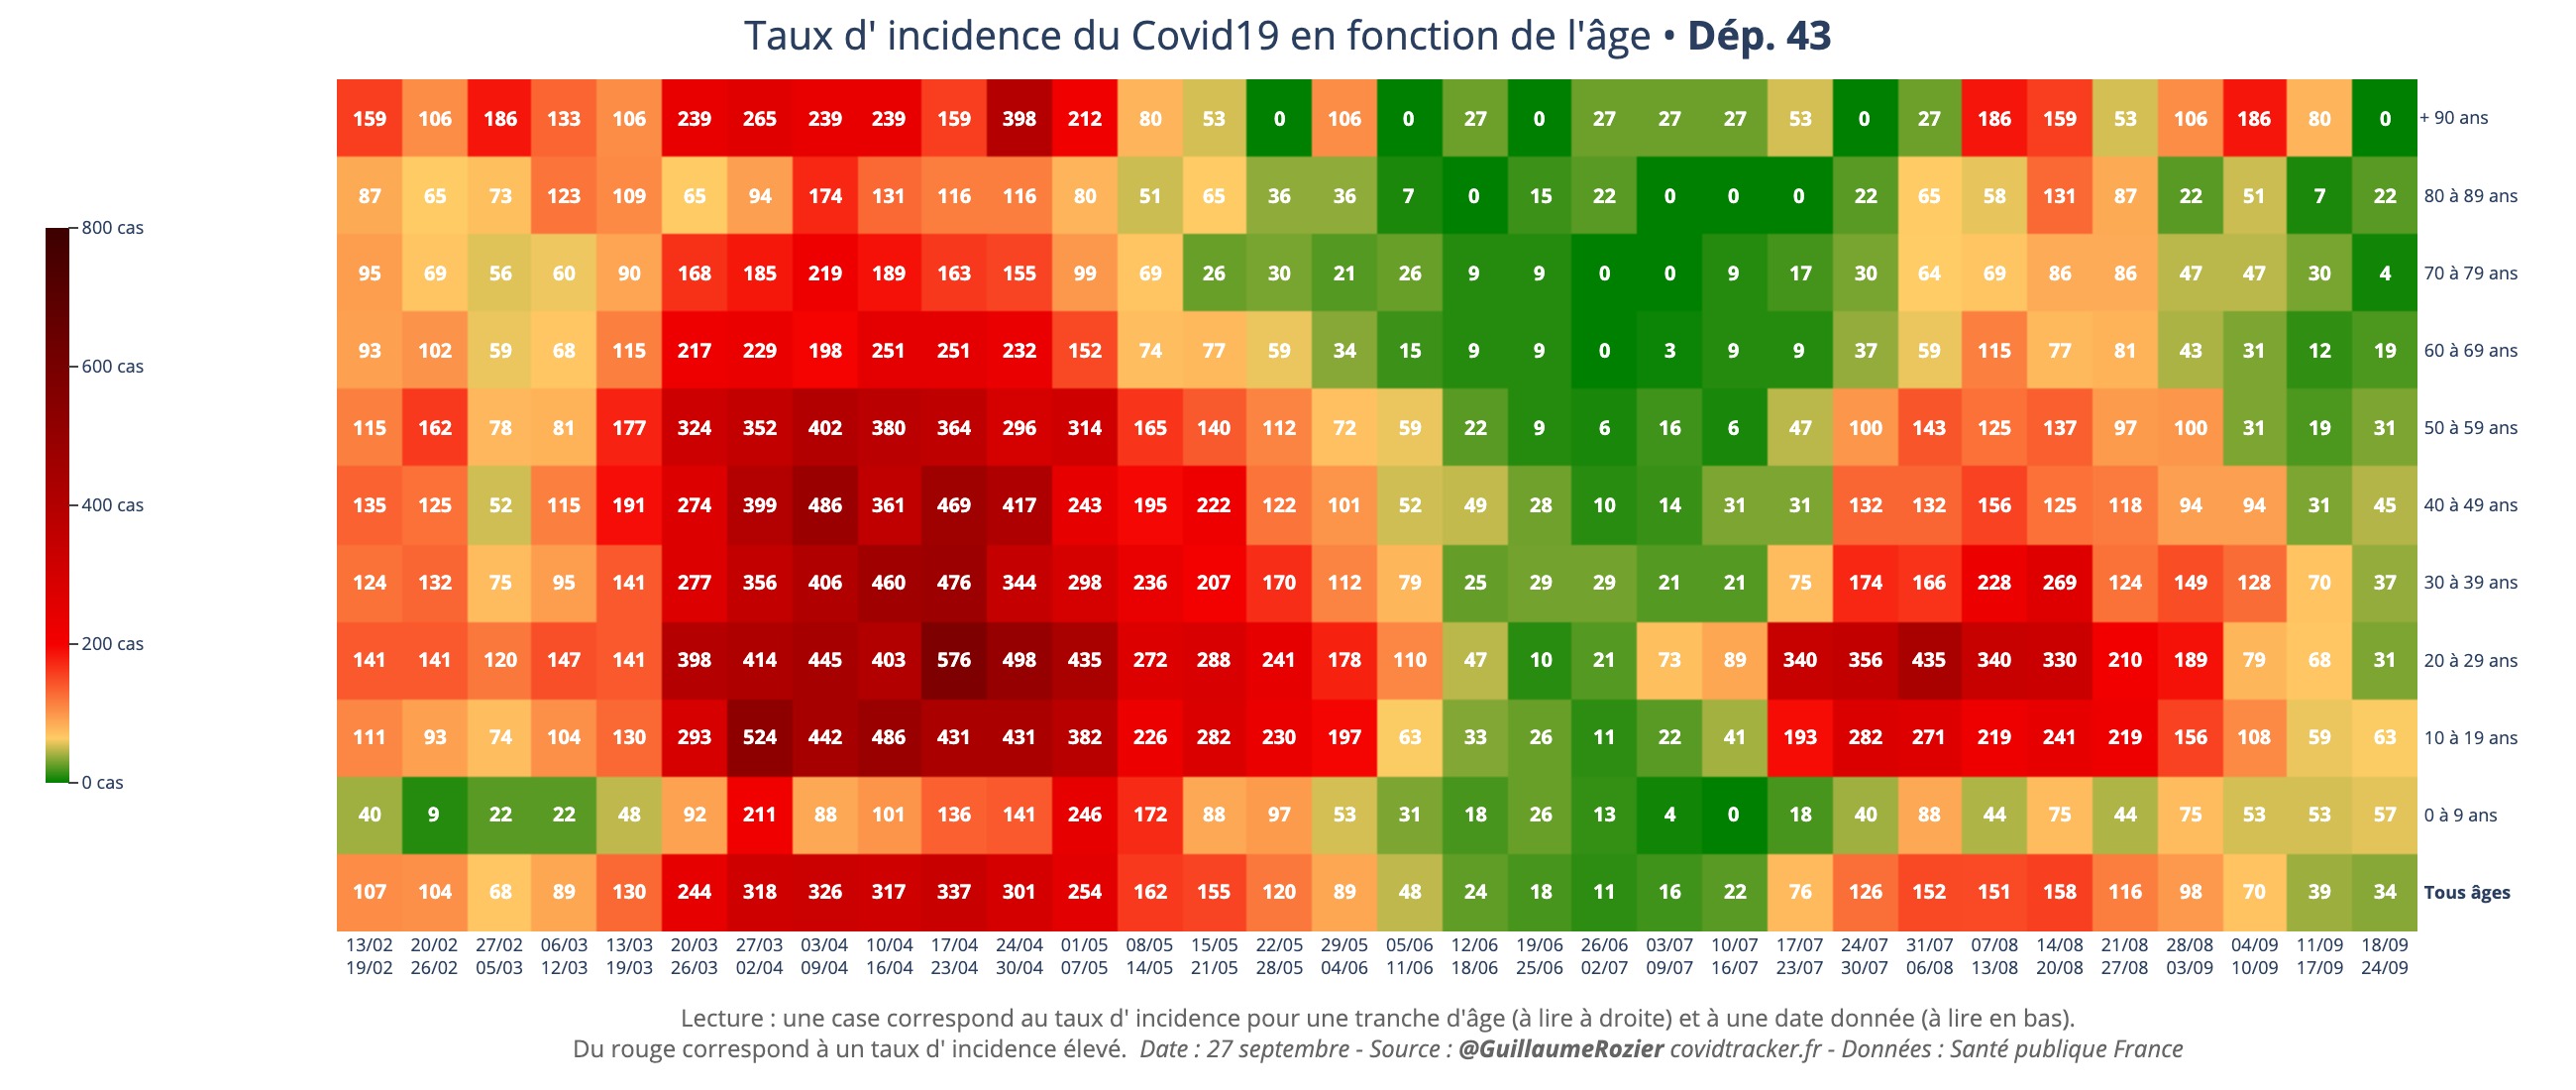 Taux d' incidence du Covid19 en fonction de l'âge • Dép. 43
159 106 186 133 106 239 265 239 239 159 398 212 80 53 0 106 0 27 0 27 27 27 53 0 27 186 159 53 106 186 80 0 + 90 ans
87 65 73 123 109 65 94 174 131 116 116 80 51 65 36 36 7 0 15 22 0 0 0 22 65 58 131 87 22 51 7 22 80 à 89 ans
800 cas
95 69 56 60 90 168 185 219 189 163 155 99 69 26 30 21 26 9 9 0 0 9 17 30 64 69 86 86 47 47 30 4 70 à 79 ans
93 102 59 68 115 217 229 198 251 251 232 152 74 77 59 34 15 9 9 0 3 9 9 37 59 115 77 81 43 31 12 19 60 à 69 ans
600 cas
115 162 78 81 177 324 352 402 380 364 296 314 165 140 112 72 59 22 9 6 16 6 47 100 143 125 137 97 100 31 19 31 50 à 59 ans
400 cas
135 125 52 115 191 274 399 486 361 469 417 243 195 222 122 101 52 49 28 10 14 31 31 132 132 156 125 118 94 94 31 45 40 à 49 ans
124 132 75 95 141 277 356 406 460 476 344 298 236 207 170 112 79 25 29 29 21 21 75 174 166 228 269 124 149 128 70 37 30 à 39 ans
200 cas
141 141 120 147 141 398 414 445 403 576 498 435 272 288 241 178 110 47 10 21 73 89 340 356 435 340 330 210 189 79 68 31 20 à 29 ans
111 93 74 104 130 293 524 442 486 431 431 382 226 282 230 197 63 33 26 11 22 41 193 282 271 219 241 219 156 108 59 63 10 à 19 ans
0 cas
40 9 22 22 48 92 211 88 101 136 141 246 172 88 97 53 31 18 26 13 4 0 18 40 88 44 75 44 75 53 53 57 0 à 9 ans
107 104 68 89 130 244 318 326 317 337 301 254 162 155 120 89 48 24 18 11 16 22 76 126 152 151 158 116 98 70 39 34 Tous âges
13/02 20/02 27/02 06/03 13/03 20/03 27/03 03/04 10/04 17/04 24/04 01/05 08/05 15/05 22/05 29/05 05/06 12/06 19/06 26/06 03/07 10/07 17/07 24/07 31/07 07/08 14/08 21/08 28/08 04/09 11/09 18/09
19/02 26/02 05/03 12/03 19/03 26/03 02/04 09/04 16/04 23/04 30/04 07/05 14/05 21/05 28/05 04/06 11/06 18/06 25/06 02/07 09/07 16/07 23/07 30/07 06/08 13/08 20/08 27/08 03/09 10/09 17/09 24/09
Lecture : une case correspond au taux d' incidence pour une tranche d'âge (à lire à droite) et à une date donnée (à lire en bas).
Du rouge correspond à un taux d' incidence élevé. Date : 27 septembre - Source : @GuillaumeRozier covidtracker.fr - Données : Santé publique France